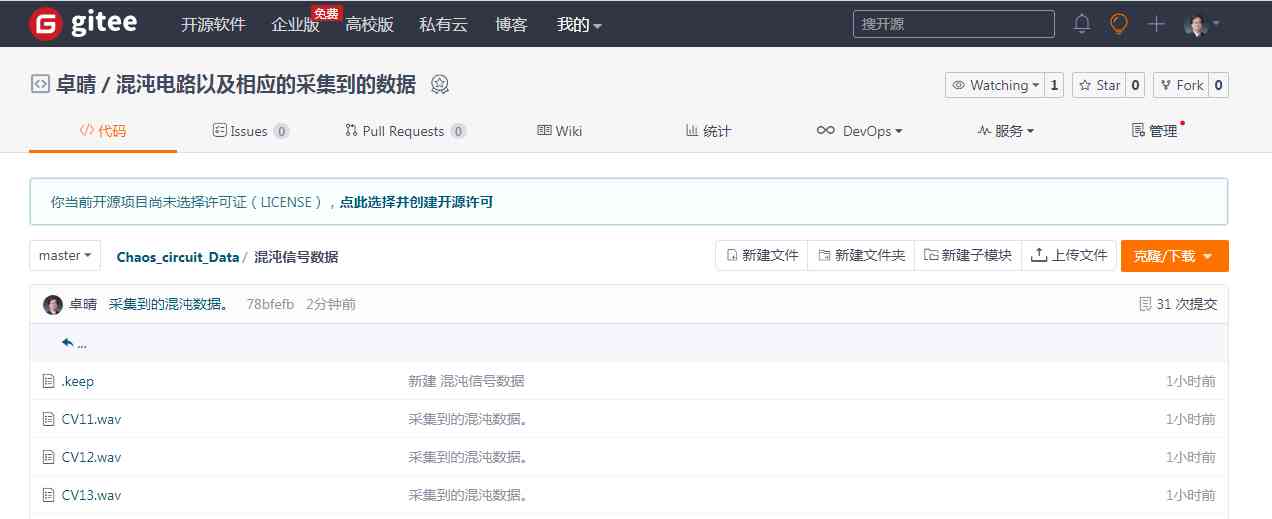 gitee 开源软件 企业版 免费 高校版 私有云 博客 我的 搜开源
卓晴 / 混沌电路以及相应的采集到的数据 Watching 1 Star 0 Fork 0
代码 Issues 0 Pull Requests 0 Wiki 统计 DevOps 服务 管理
你当前开源项目尚未选择许可证（LICENSE），点此选择并创建开源许可
master Chaos_circuit_Data / 混沌信号数据 新建文件 新建文件夹 新建子模块 上传文件 克隆/下载
卓晴 采集到的混沌数据。 78bfefb 2分钟前 31 次提交
...
.keep 新建 混沌信号数据 1小时前
CV11.wav 采集到的混沌数据。 1小时前
CV12.wav 采集到的混沌数据。 1小时前
CV13.wav 采集到的混沌数据。 1小时前